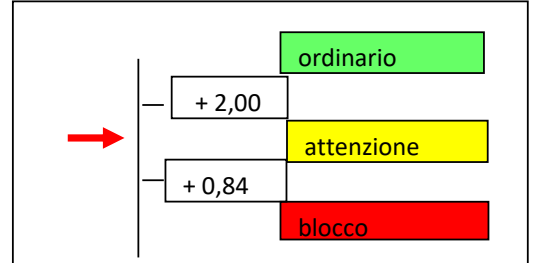 ordinario
+ 2,00
attenzione
+ 0,84
blocco